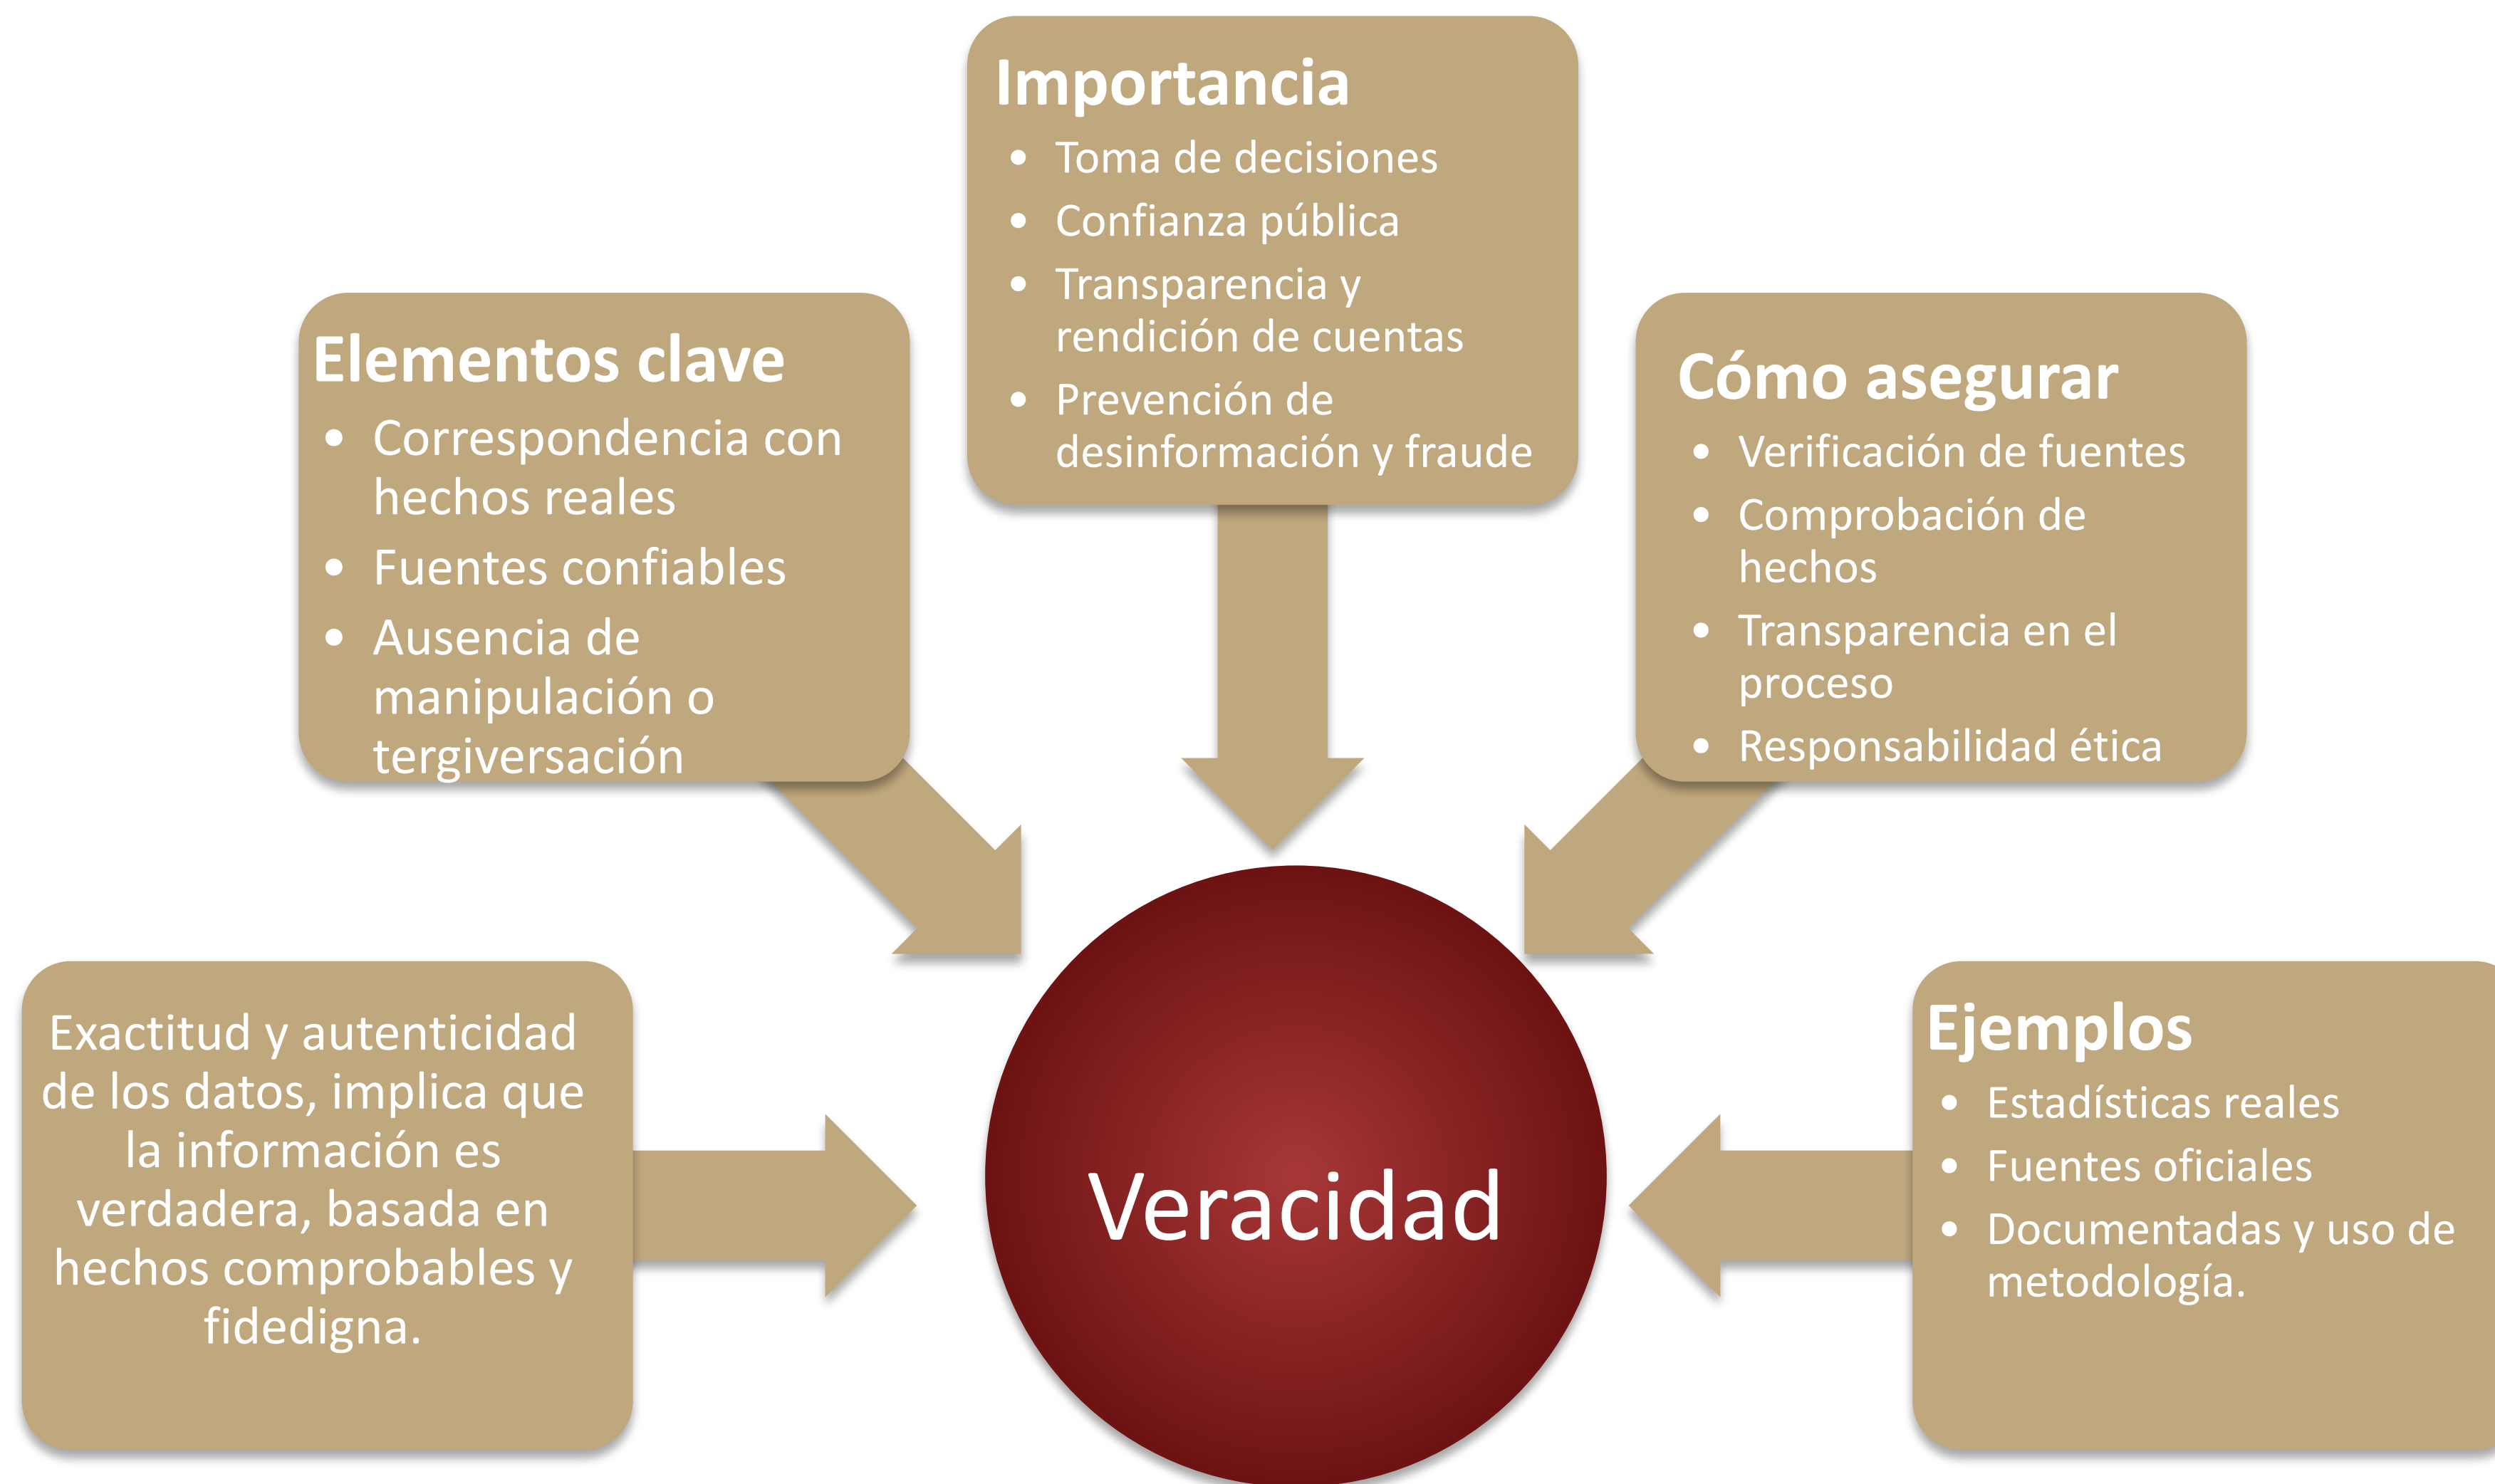 Importancia
• Toma de decisiones
• Confianza pública
• Transparencia y
rendición de cuentas
• Prevención de
desinformación y fraude
Elementos clave
• Correspondencia con
hechos reales
• Fuentes confiables
• Ausencia de
manipulación o
tergiversación
Cómo asegurar
• Verificación de fuentes
• Comprobación de
hechos
• Transparencia en el
proceso
• Responsabilidad ética
Exactitud y autenticidad
de los datos, implica que
la información es
verdadera, basada en
hechos comprobables y
fidedigna.
Veracidad
Ejemplos
• Estadísticas reales
• Fuentes oficiales
• Documentadas y uso de
metodología.